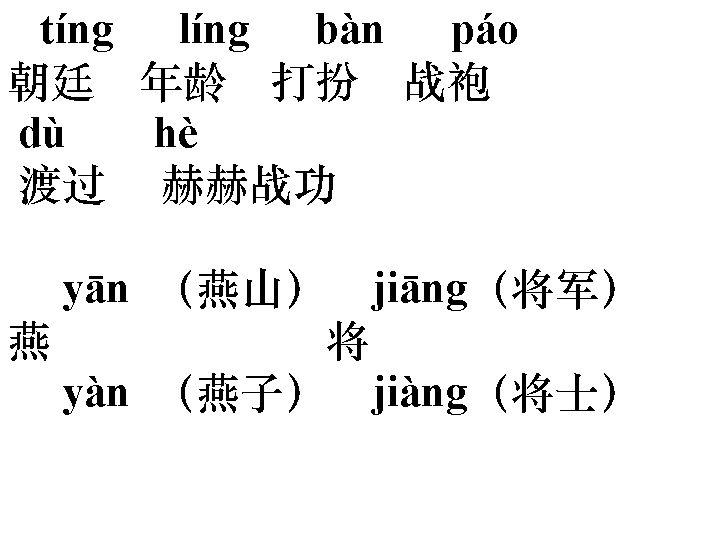 tíng líng bàn páo
朝廷 年龄 打扮 战袍
dù hè
渡过 赫赫战功
yān （燕山） jiāng（将军）
燕 将
yàn （燕子） jiàng（将士）